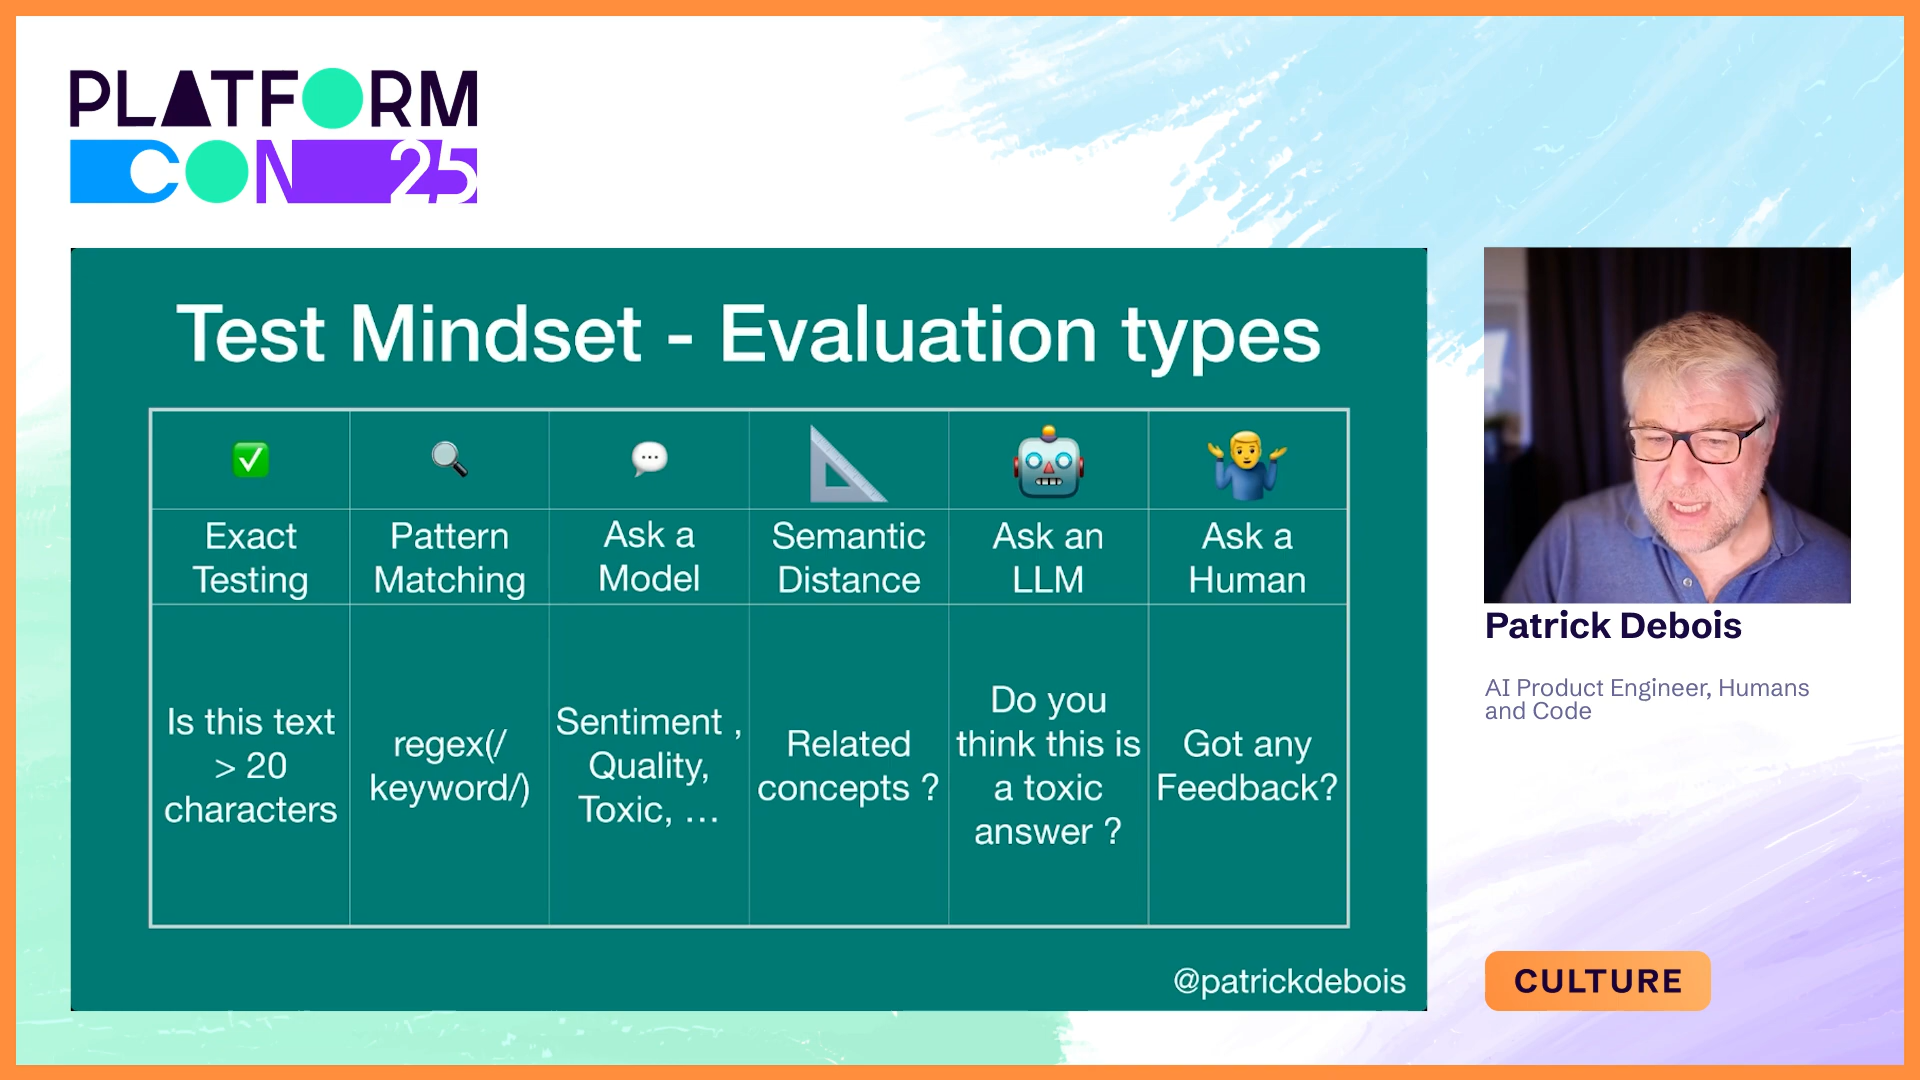 PLATFORM
CON 25
Test Mindset - Evaluation types
Exact
Testing
Pattern
Matching
Ask a
Model
Semantic
Distance
Ask an
LLM
Ask a
Human
Is this text
> 20
characters
regex(/
keyword/)
Sentiment ,
Quality,
Toxic, …
Related
concepts ?
Do you
think this is
a toxic
answer ?
Got any
Feedback?
@patrickdebois
Patrick Debois
AI Product Engineer, Humans
and Code
CULTURE